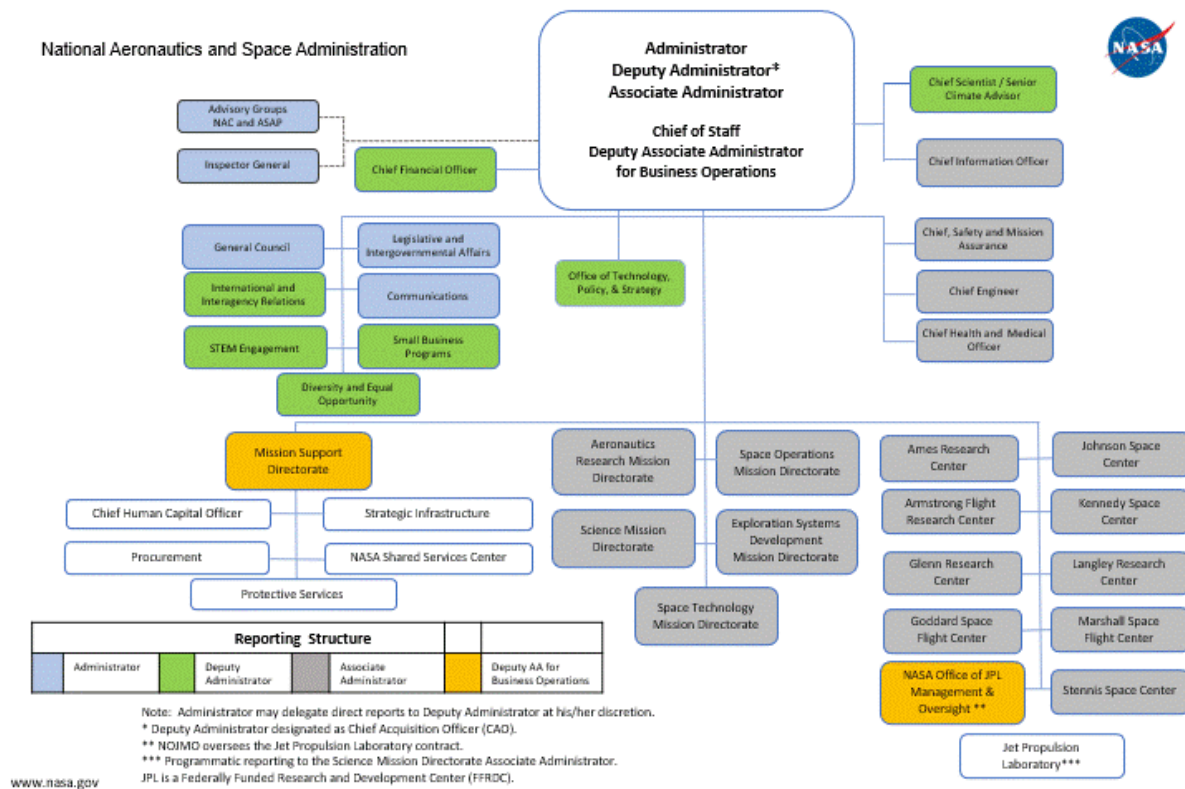 National Aeronautics and Space Administration
Administrator
Deputy Administrator*
Associate Administrator
Chief of Staff
Deputy Associate Administrator
for Business Operations
NASA
Advisory Groups
NAC and ASAP
Inspector General
Chief Financial Officer
Chief Scientist / Senior
Climate Advisor
Chief Information Officer
General Council
Legislative and
Intergovernmental Affairs
International and
Interagency Relations
Communications
STEM Engagement
Small Business
Programs
Diversity and Equal
Opportunity
Office of Technology,
Policy, & Strategy
Chief, Safety and Mission
Assurance
Chief Engineer
Chief Health and Medical
Officer
Mission Support
Directorate
Chief Human Capital Officer
Strategic Infrastructure
Procurement
NASA Shared Services Center
Protective Services
Aeronautics
Research Mission
Directorate
Space Operations
Mission Directorate
Science Mission
Directorate
Exploration Systems
Development
Mission Directorate
Space Technology
Mission Directorate
Ames Research
Center
Johnson Space
Center
Armstrong Flight
Research Center
Kennedy Space
Center
Glenn Research
Center
Langley Research
Center
Goddard Space
Flight Center
Marshall Space
Flight Center
NASA Office of JPL
Management &
Oversight **
Stennis Space Center
Jet Propulsion
Laboratory***
Reporting Structure
Administrator
Deputy
Administrator
Associate
Administrator
Deputy AA for
Business Operations
Note: Administrator may delegate direct reports to Deputy Administrator at his/her discretion.
* Deputy Administrator designated as Chief Acquisition Officer (CAO).
** NOJMO oversees the Jet Propulsion Laboratory contract.
*** Programmatic reporting to the Science Mission Directorate Associate Administrator.
JPL is a Federally Funded Research and Development Center (FFRDC).
www.nasa.gov